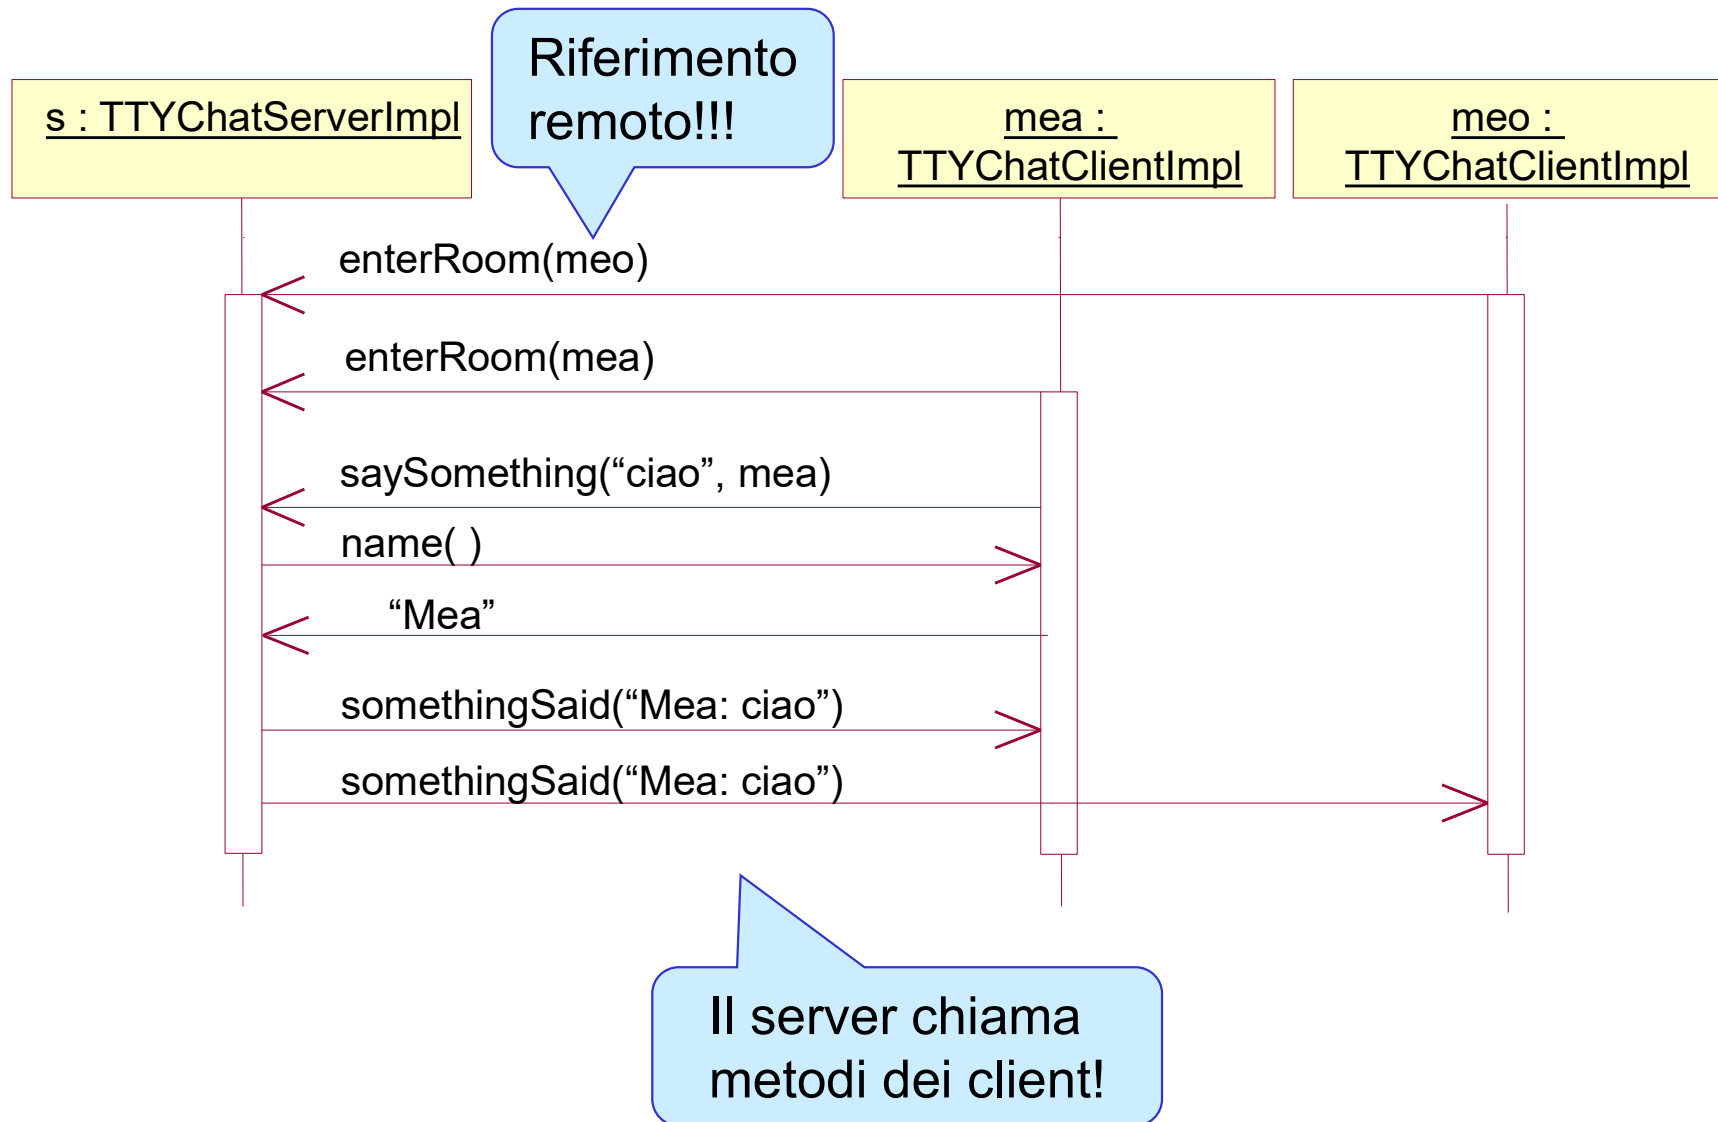 Riferimento
remoto!!!
s : TTYChatServerImpl
mea :
TTYChatClientImpl
meo :
TTYChatClientImpl
enterRoom(meo)
enterRoom(mea)
saySomething(“ciao”, mea)
name( )
“Mea”
somethingSaid(“Mea: ciao”)
somethingSaid(“Mea: ciao”)
Il server chiama
metodi dei client!